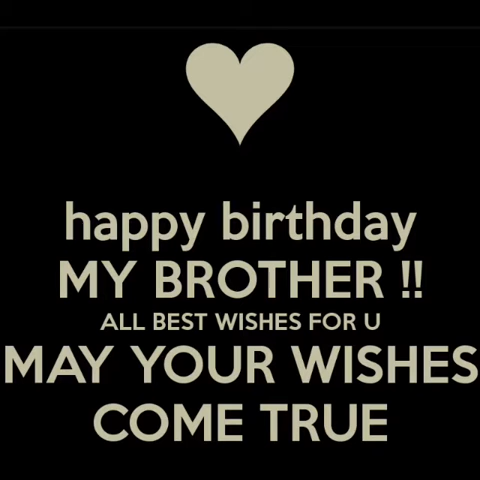 happy birthday
MY BROTHER !!
ALL BEST WISHES FOR U
MAY YOUR WISHES
COME TRUE